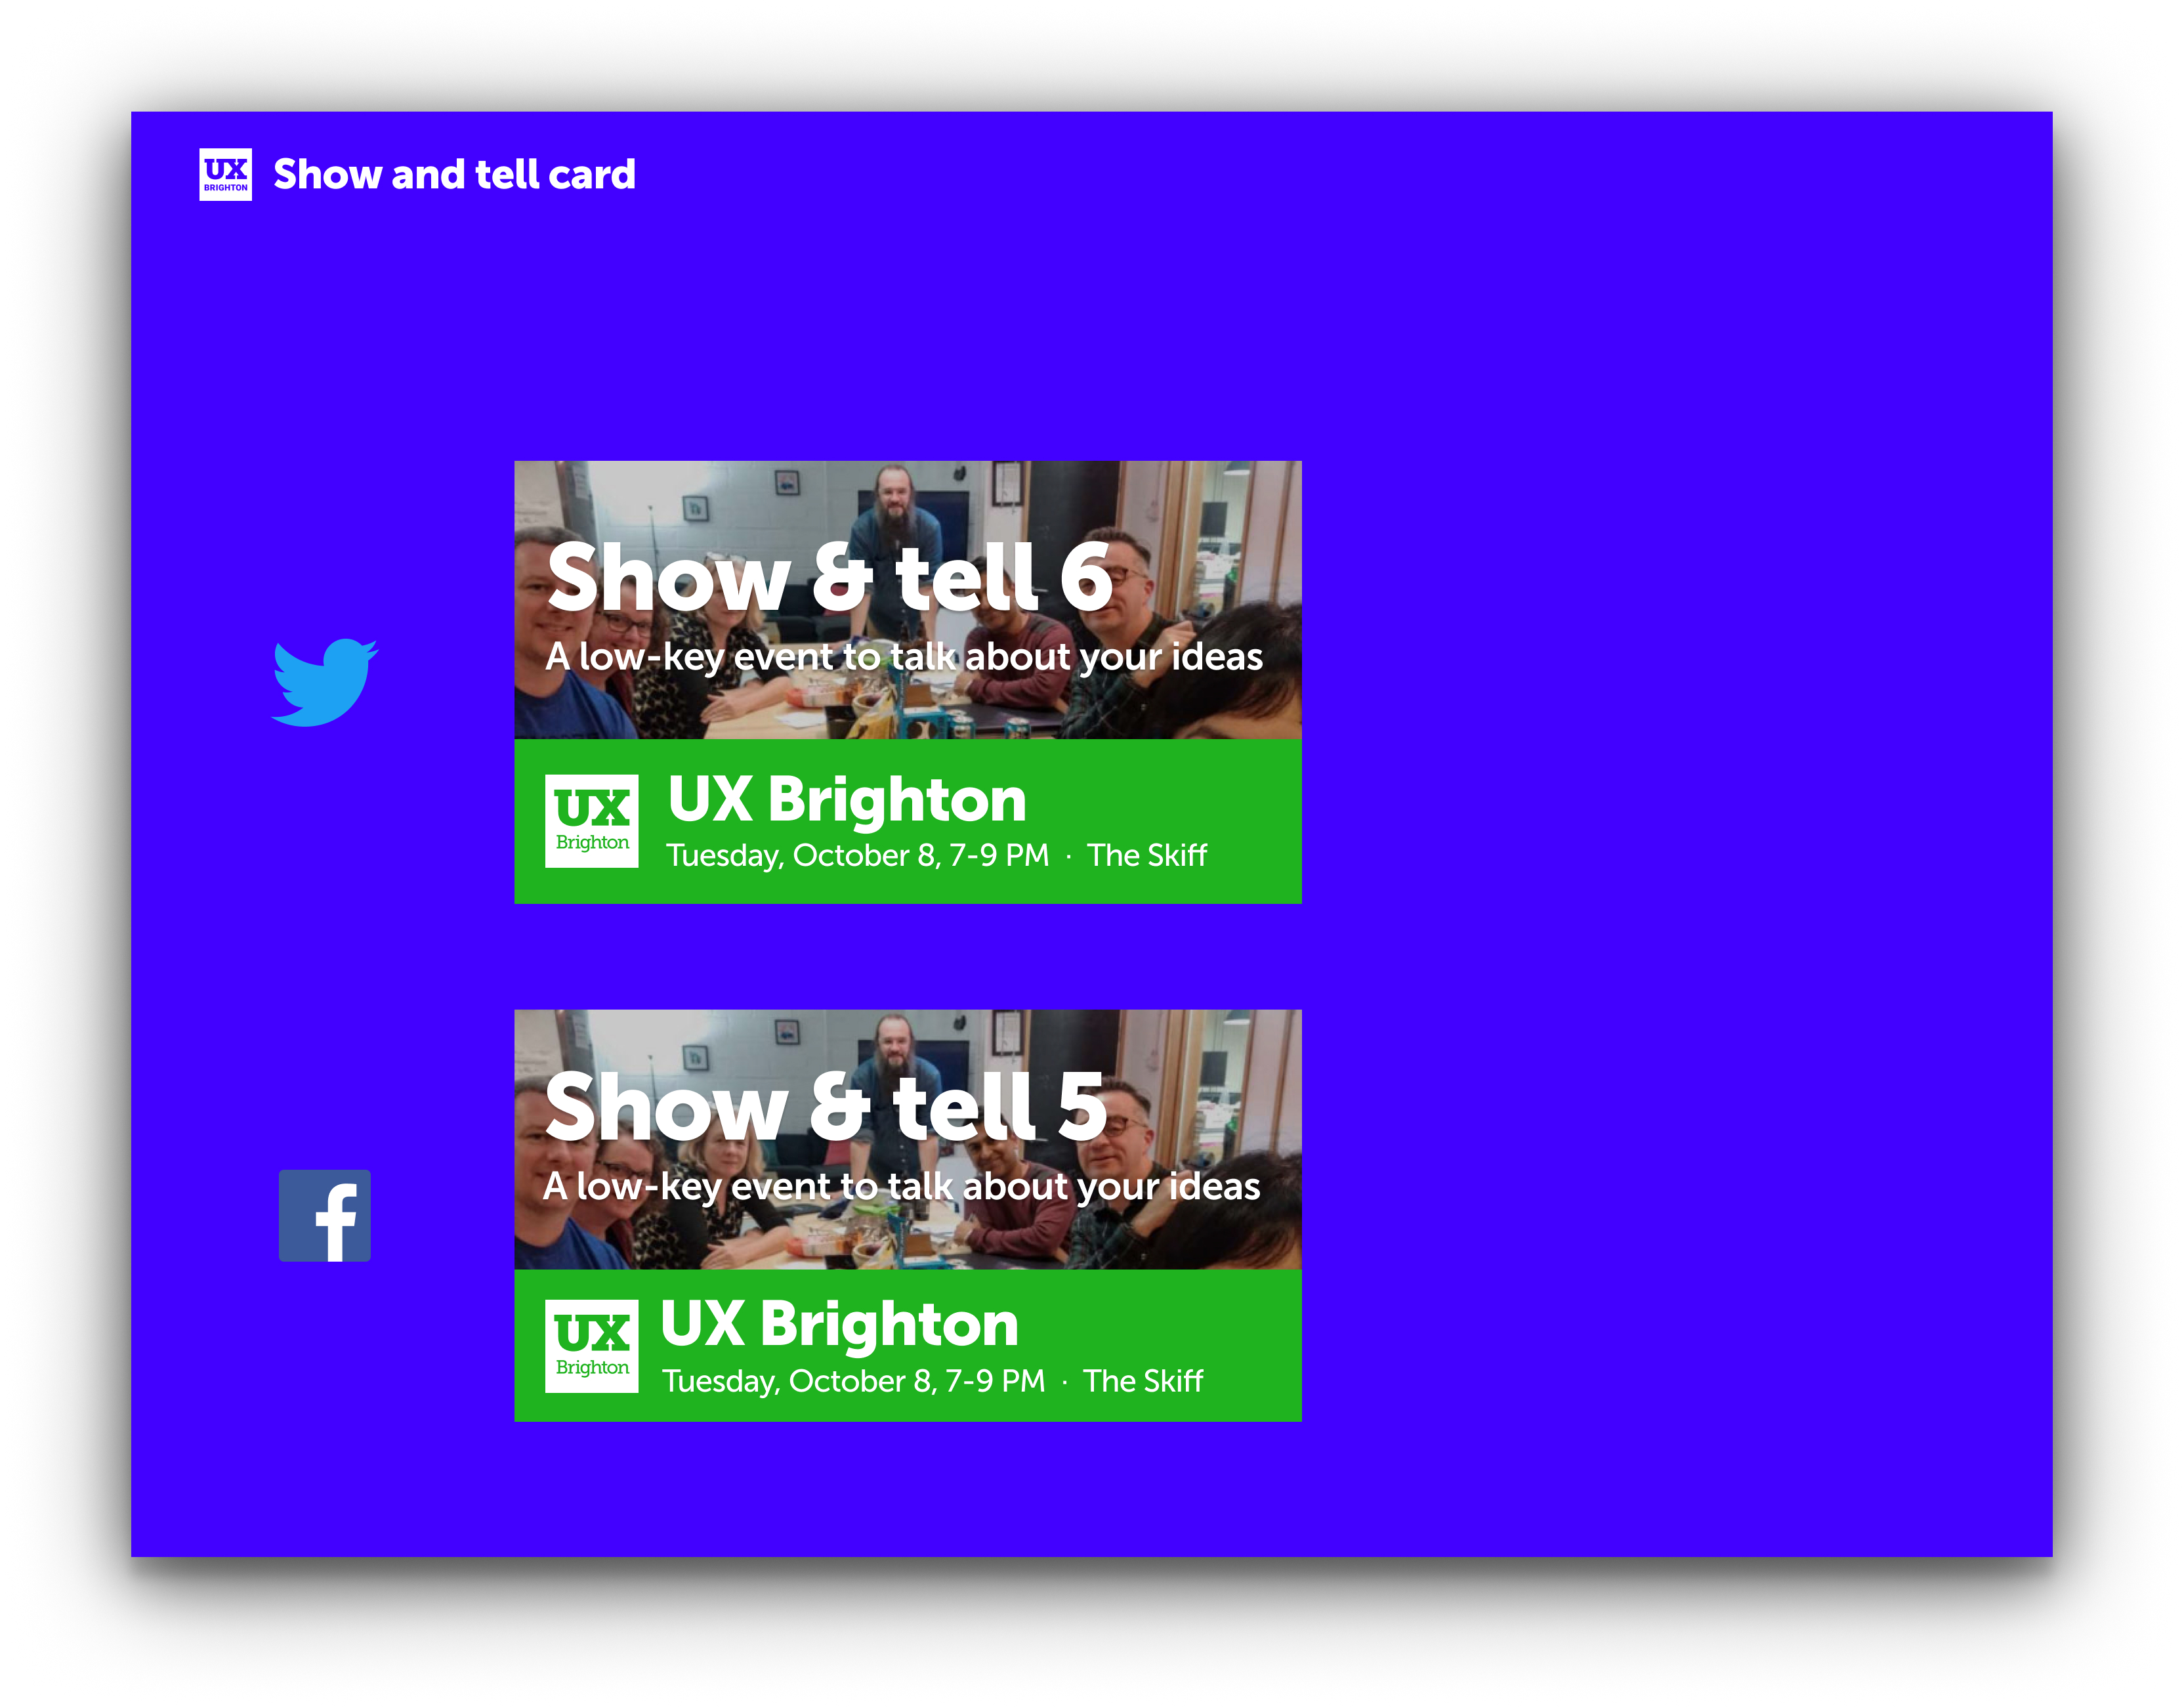 UX
BRIGHTON
Show and tell card
Show & tell 6
A low-key event to talk about your ideas
UX
Brighton
UX Brighton
Tuesday, October 8, 7-9 PM · The Skiff
Show & tell 5
A low-key event to talk about your ideas
UX
Brighton
UX Brighton
Tuesday, October 8, 7-9 PM · The Skiff